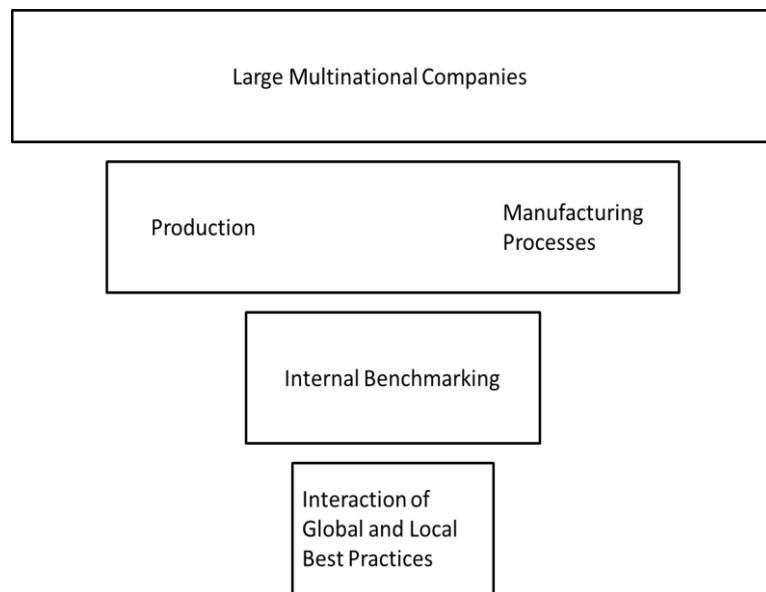 Large Multinational Companies
Production
Manufacturing
Processes
Internal Benchmarking
Interaction of
Global and Local
Best Practices